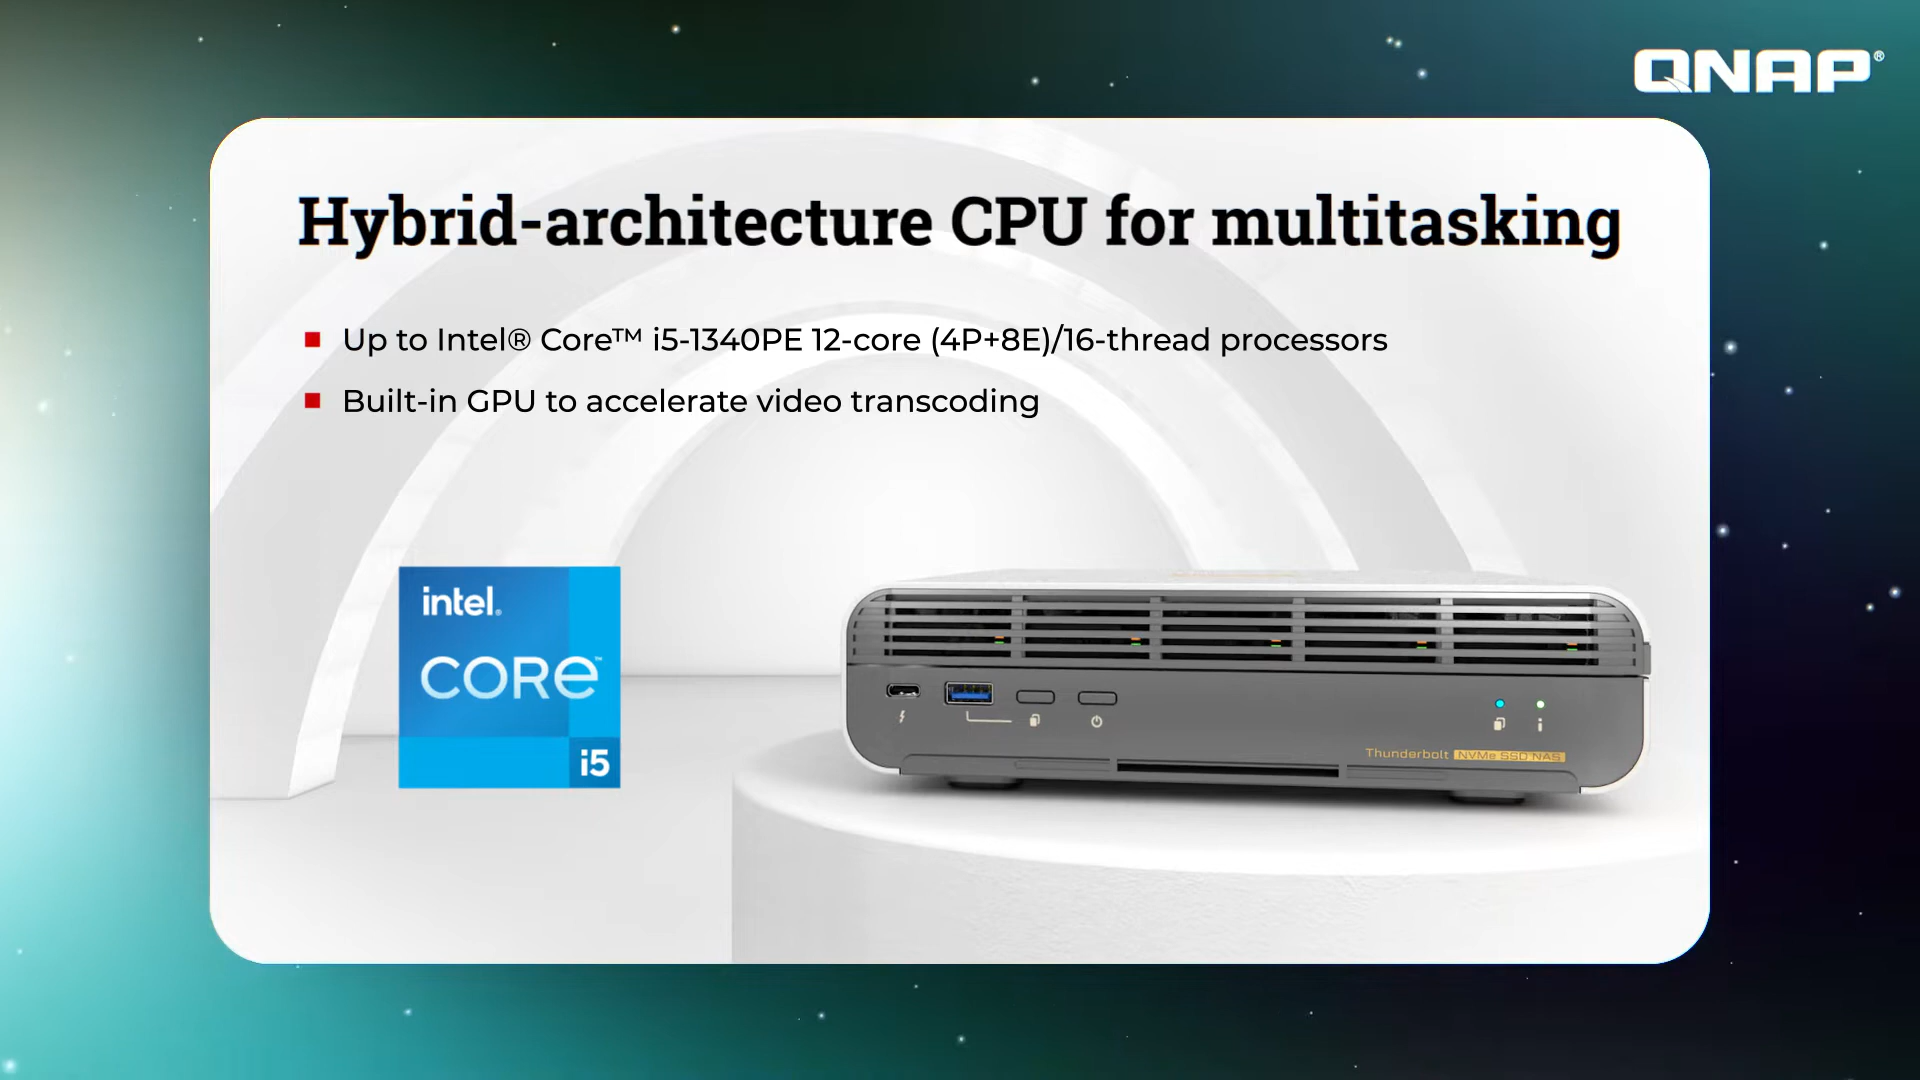 QNAP®
Hybrid-architecture CPU for multitasking
Up to Intel® Core™ i5-1340PE 12-core (4P+8E)/16-thread processors
Built-in GPU to accelerate video transcoding
intel.
CORE™
i5
Thunderbolt NVMe SSD NAS